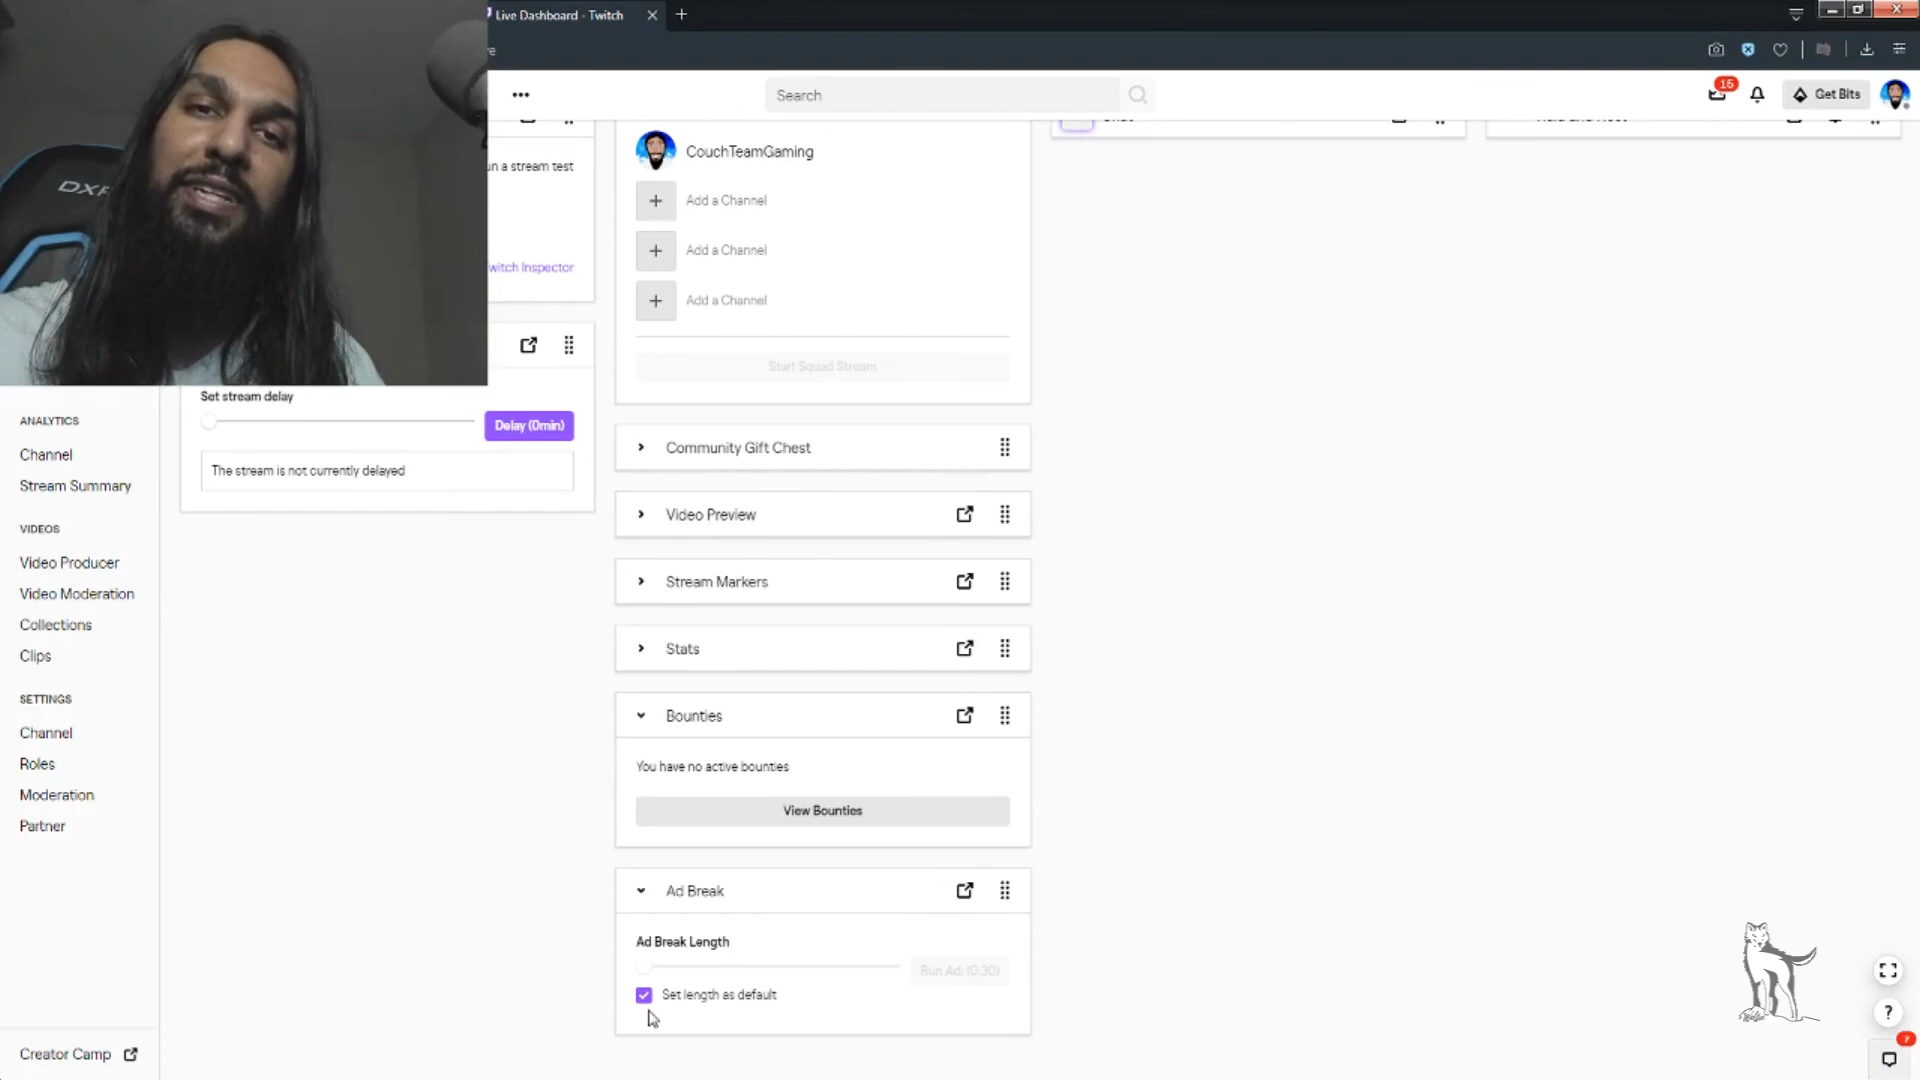 Live Dashboard - Twitch
Search
15
Get Bits
un a stream test
witch Inspector
Set stream delay
Delay (0min)
The stream is not currently delayed
ANALYTICS
Channel
Stream Summary
VIDEOS
Video Producer
Video Moderation
Collections
Clips
SETTINGS
Channel
Roles
Moderation
Partner
Creator Camp
CouchTeamGaming
Add a Channel
Add a Channel
Add a Channel
Start Squad Stream
Community Gift Chest
Video Preview
Stream Markers
Stats
Bounties
You have no active bounties
View Bounties
Ad Break
Ad Break Length
Run Ad: (0:30)
Set length as default
?
7